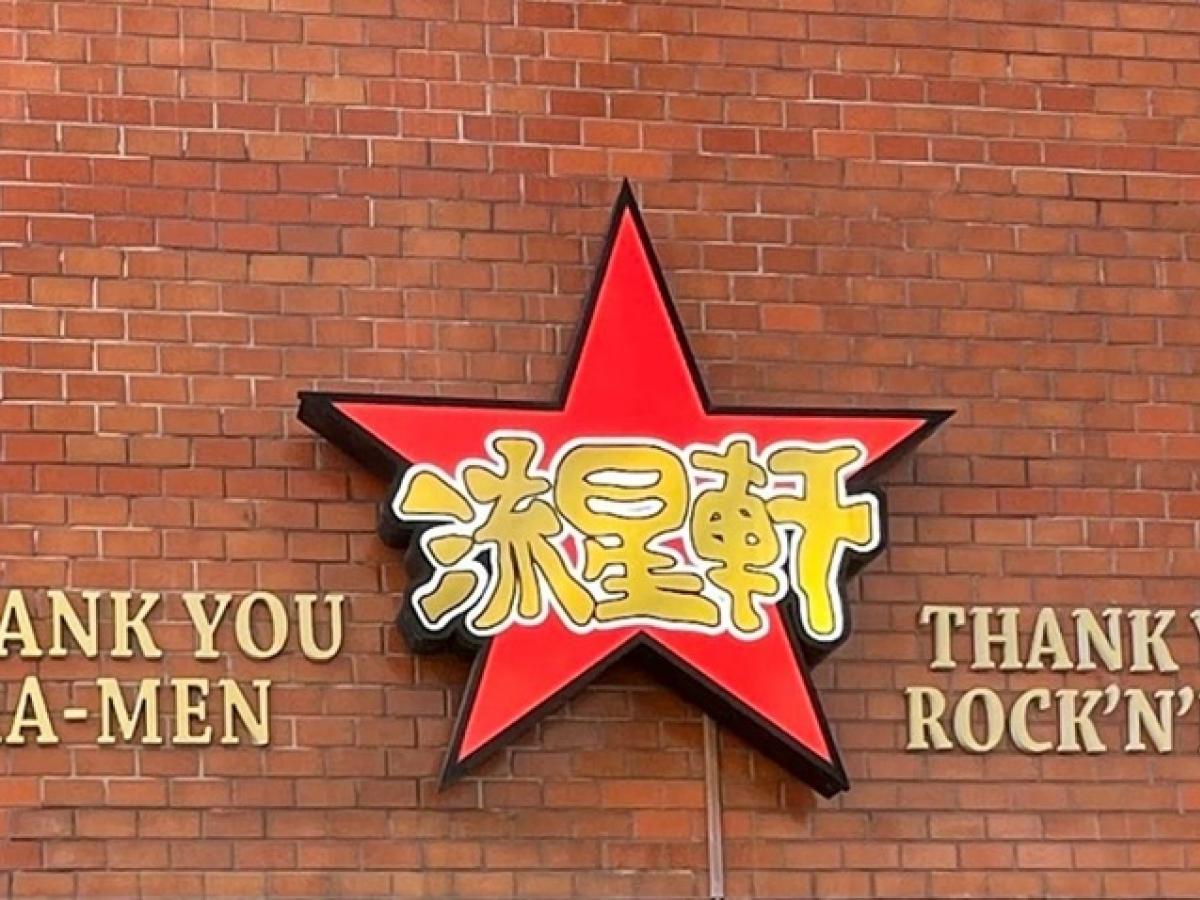 流星軒
ANK YOU
A-MEN
THANK
ROCK'N'